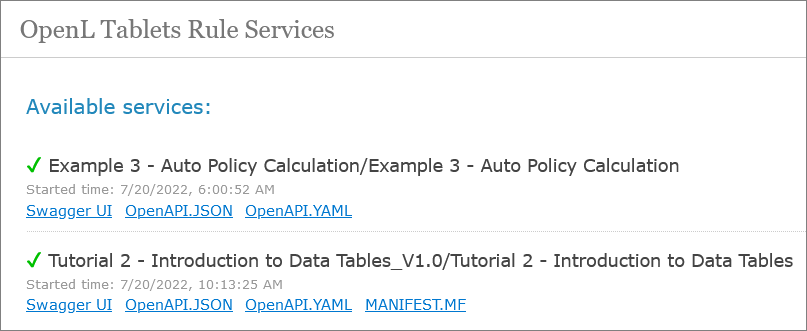 OpenL Tablets Rule Services
Available services:
Example 3 - Auto Policy Calculation/Example 3 - Auto Policy Calculation
Started time: 7/20/2022, 6:00:52 AM
Swagger UI OpenAPI.JSON OpenAPI.YAML
Tutorial 2 - Introduction to Data Tables_V1.0/Tutorial 2 - Introduction to Data Tables
Started time: 7/20/2022, 10:13:25 AM
Swagger UI OpenAPI.JSON OpenAPI.YAML MANIFEST.MF